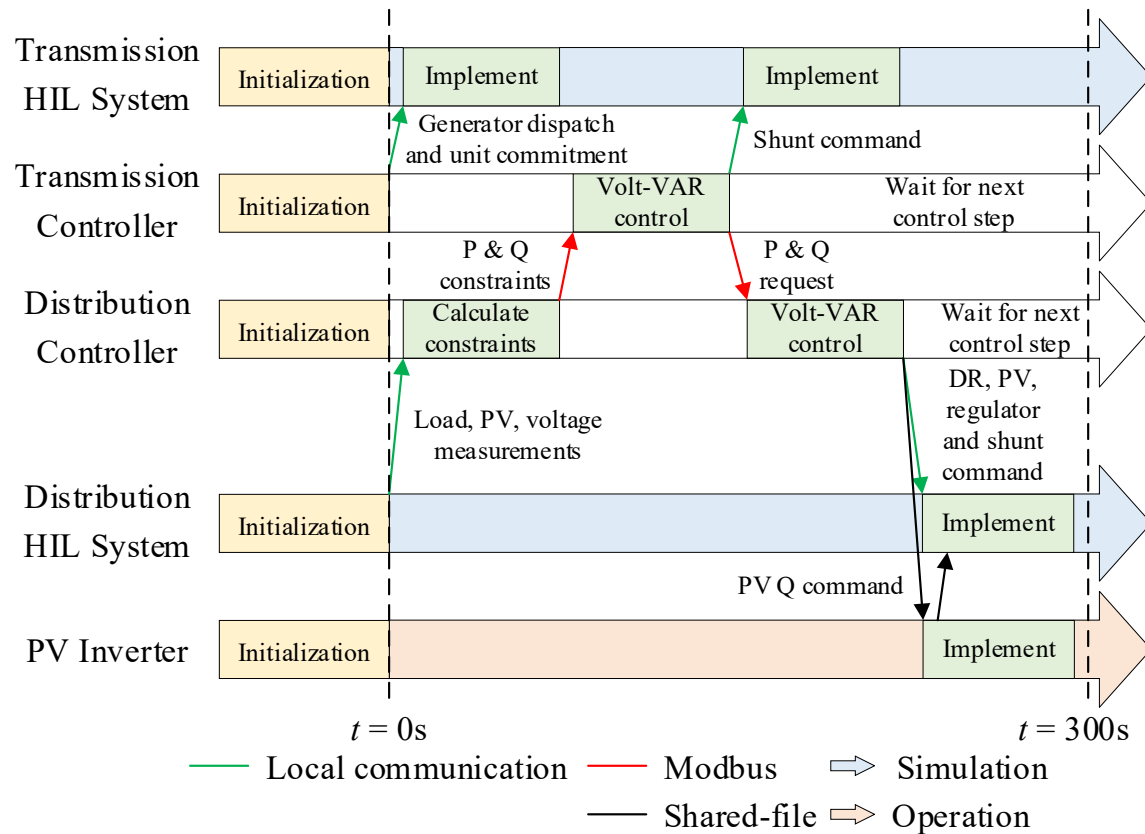 Transmission
HIL System
Initialization
Implement
Implement
Generator dispatch
and unit commitment
Shunt command
Transmission
Controller
Initialization
Volt-VAR
control
Wait for next
control step
P & Q
constraints
P & Q
request
Distribution
Controller
Initialization
Calculate
constraints
Volt-VAR
control
Wait for next
control step
Load, PV, voltage
measurements
DR, PV,
regulator
and shunt
command
Distribution
HIL System
Initialization
Implement
PV Q command
PV Inverter
Initialization
Implement
t = 0s
t = 300s
Local communication
Modbus
Simulation
Shared-file
Operation